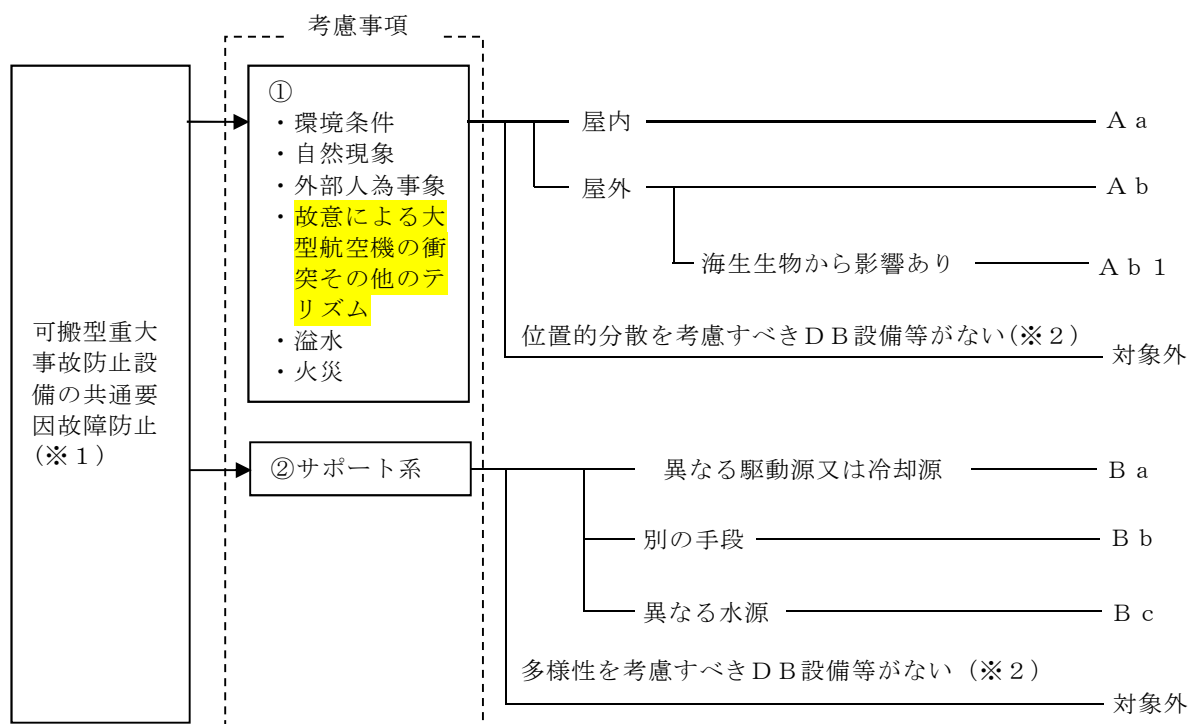 考慮事項
可搬型重大
事故防止設
備の共通要
因故障防止
(※１)
①
・環境条件
・自然現象
・外部人為事象
・故意による大
型航空機の衝
突その他のテ
ロリズム
・溢水
・火災
屋内
Ａａ
屋外
Ａｂ
海生生物から影響あり
Ａｂ１
位置的分散を考慮すべきＤＢ設備等がない(※２)
対象外
②サポート系
異なる駆動源又は冷却源
Ｂａ
別の手段
Ｂｂ
異なる水源
Ｂｃ
多様性を考慮すべきＤＢ設備等がない（※２）
対象外